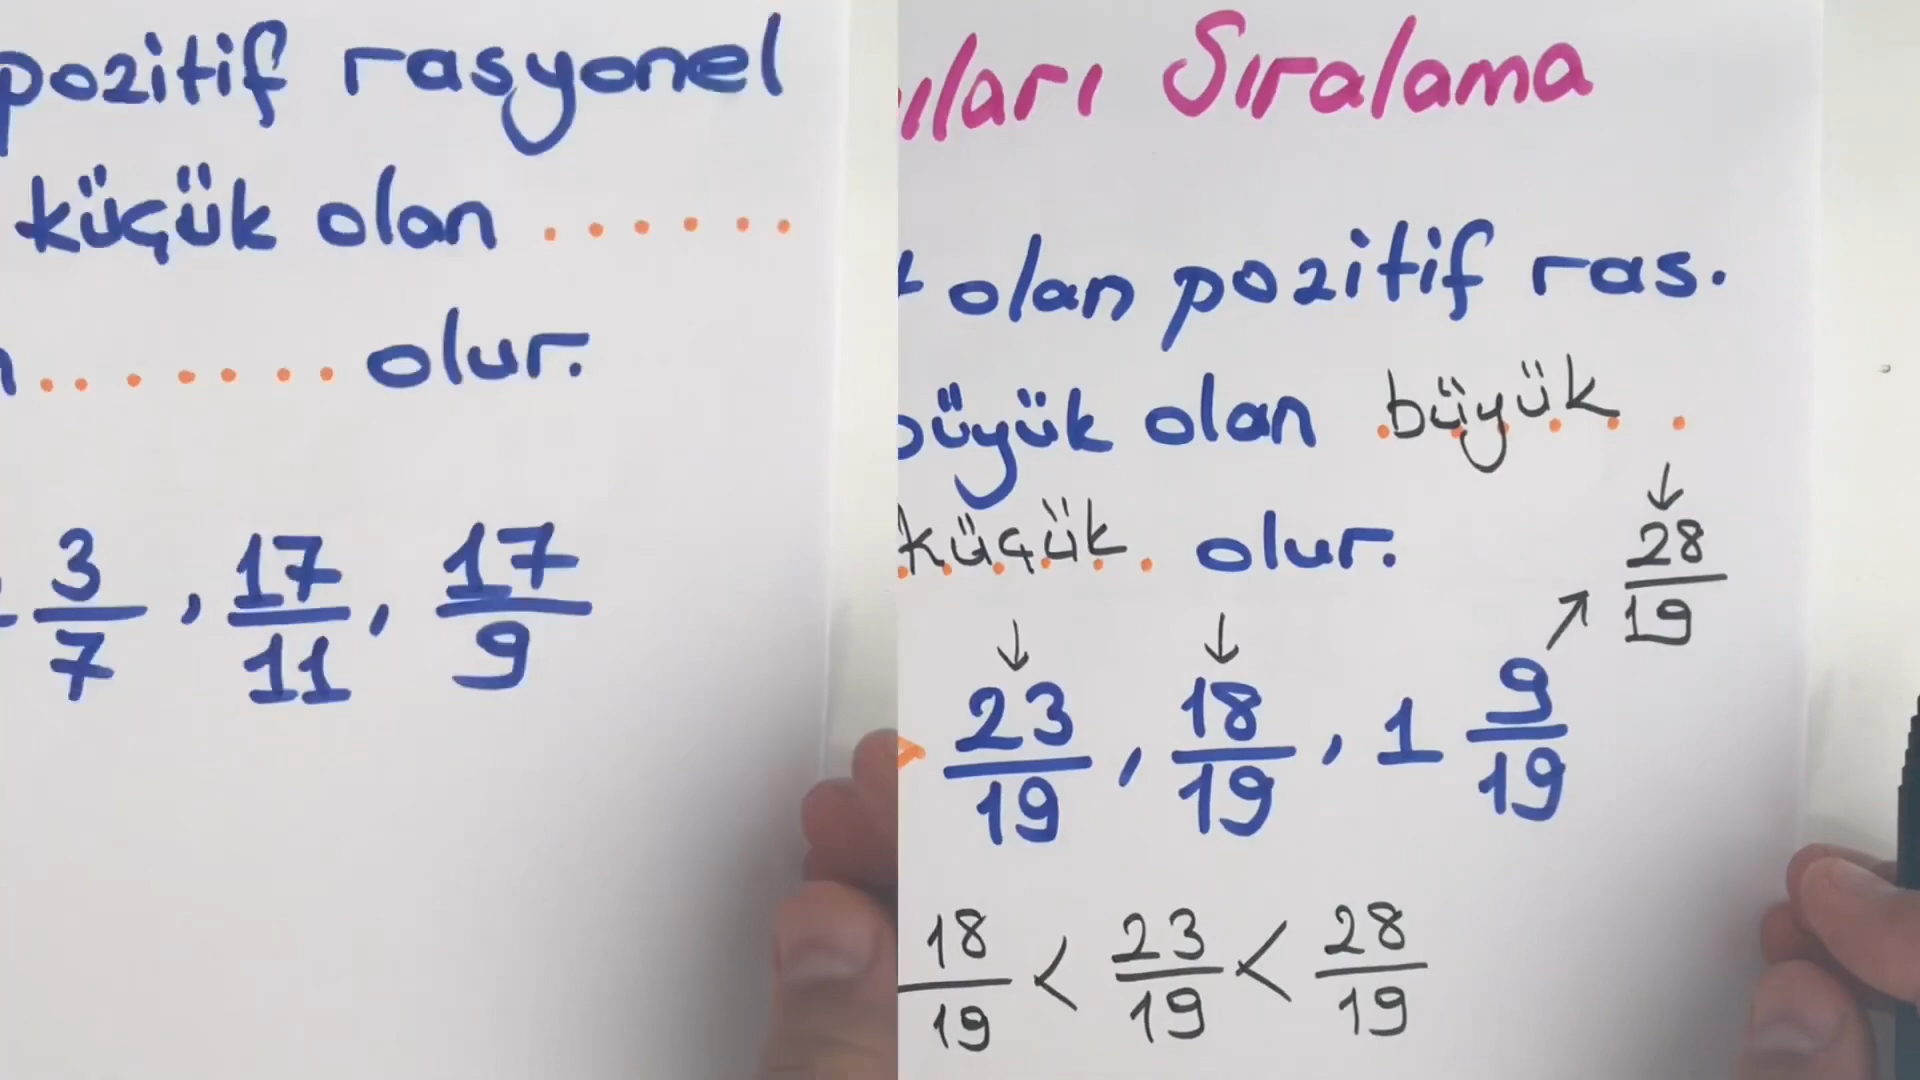 pozitif rasyonel
küçük olan ......
....... olur.
3/7 , 17/11 , 17/9
ıları Sıralama
olan pozitif ras.
büyük olan büyük
küçük olur.
28/19
23/19 , 18/19 , 1 9/19
18/19 < 23/19 < 28/19